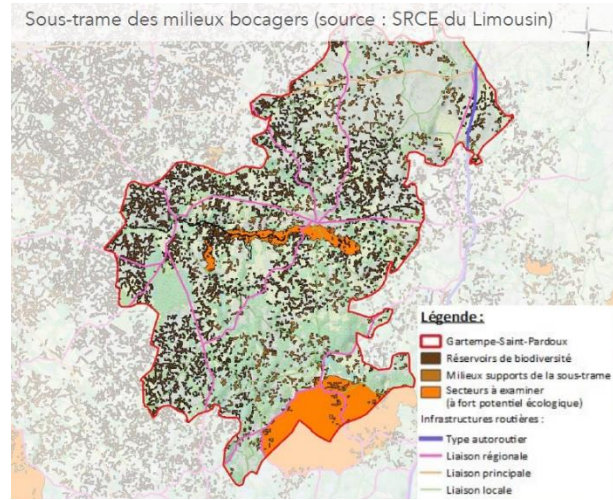 Sous-trame des milieux bocagers (source : SRCE du Limousin)
Légende :
Gartempe-Saint-Pardoux
Réservoirs de biodiversité
Milieux supports de la sous-trame
Secteurs à examiner
(à fort potentiel écologique)
Infrastructures routières :
Type autoroutier
Liaison régionale
Liaison principale
Liaison locale